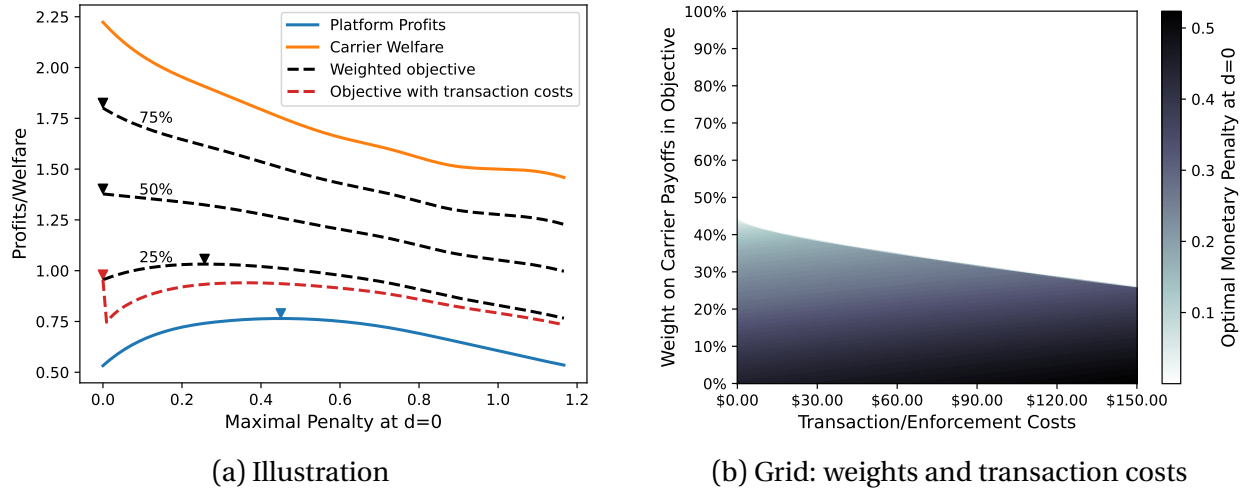 2.25
2.00
1.75
1.50
1.25
1.00
0.75
0.50
Profits/Welfare
Platform Profits
Carrier Welfare
Weighted objective
Objective with transaction costs
75%
50%
25%
0.0 0.2 0.4 0.6 0.8 1.0 1.2
Maximal Penalty at d=0
(a) Illustration
100%
90%
80%
70%
60%
50%
40%
30%
20%
10%
0%
Weight on Carrier Payoffs in Objective
$0.00 $30.00 $60.00 $90.00 $120.00 $150.00
Transaction/Enforcement Costs
0.5
0.4
0.3
0.2
0.1
Optimal Monetary Penalty at d=0
(b) Grid: weights and transaction costs